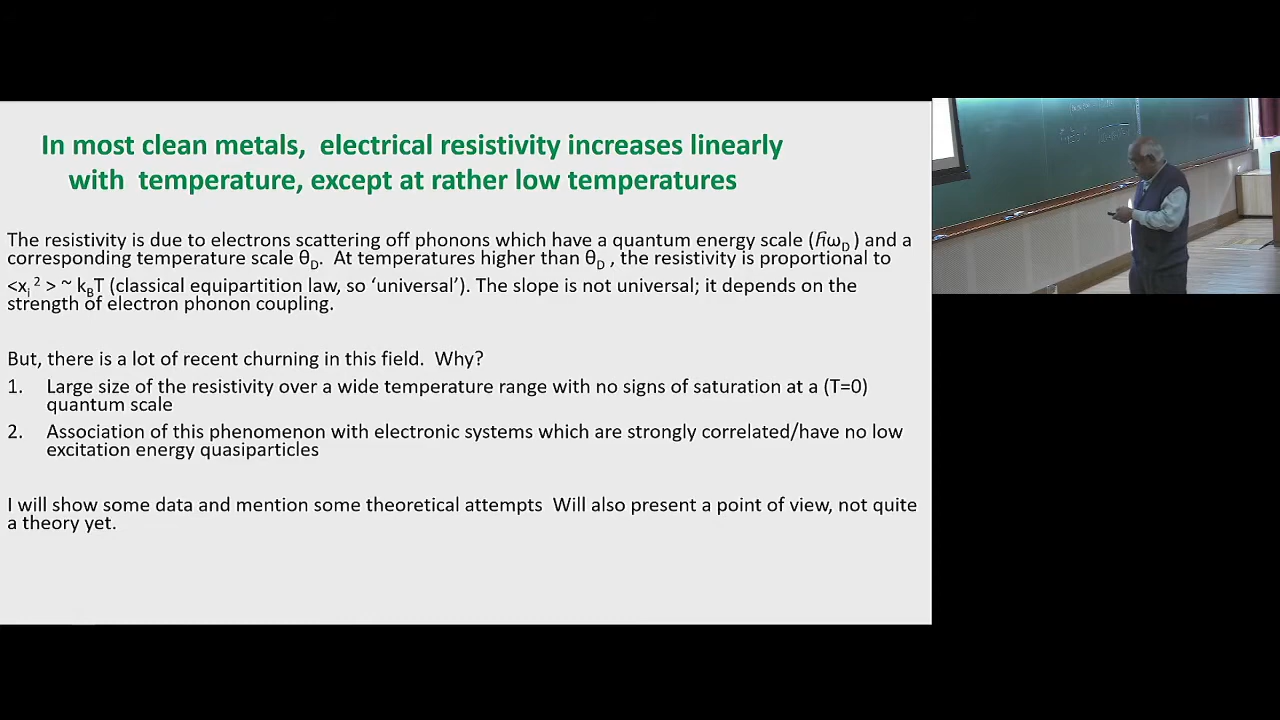 In most clean metals,  electrical resistivity increases linearly
with  temperature, except at rather low temperatures
The resistivity is due to electrons scattering off phonons which have a quantum energy scale (ℏω_D ) and a
corresponding temperature scale θ_D.  At temperatures higher than θ_D , the resistivity is proportional to
<x_i ² > ~ k_BT (classical equipartition law, so ‘universal’). The slope is not universal; it depends on the
strength of electron phonon coupling.
But, there is a lot of recent churning in this field.  Why?
1.   Large size of the resistivity over a wide temperature range with no signs of saturation at a (T=0)
quantum scale
2.   Association of this phenomenon with electronic systems which are strongly correlated/have no low
excitation energy quasiparticles
I will show some data and mention some theoretical attempts  Will also present a point of view, not quite
a theory yet.